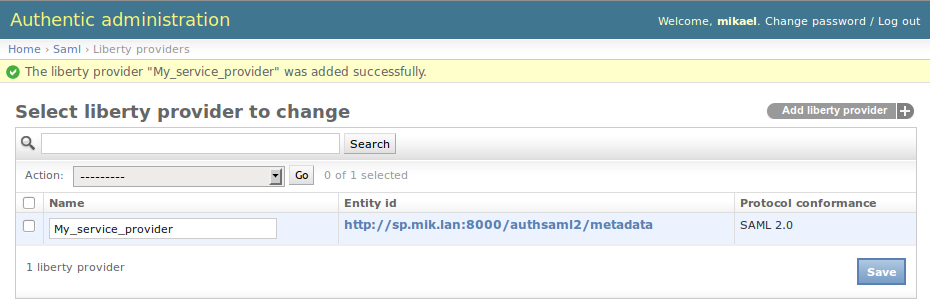 Authentic administration
Welcome, mikael. Change password / Log out
Home › Saml › Liberty providers
The liberty provider "My_service_provider" was added successfully.
Select liberty provider to change
Add liberty provider +
Search
Action: --------- Go 0 of 1 selected
Name Entity id Protocol conformance
My_service_provider http://sp.mik.lan:8000/authsaml2/metadata SAML 2.0
1 liberty provider
Save